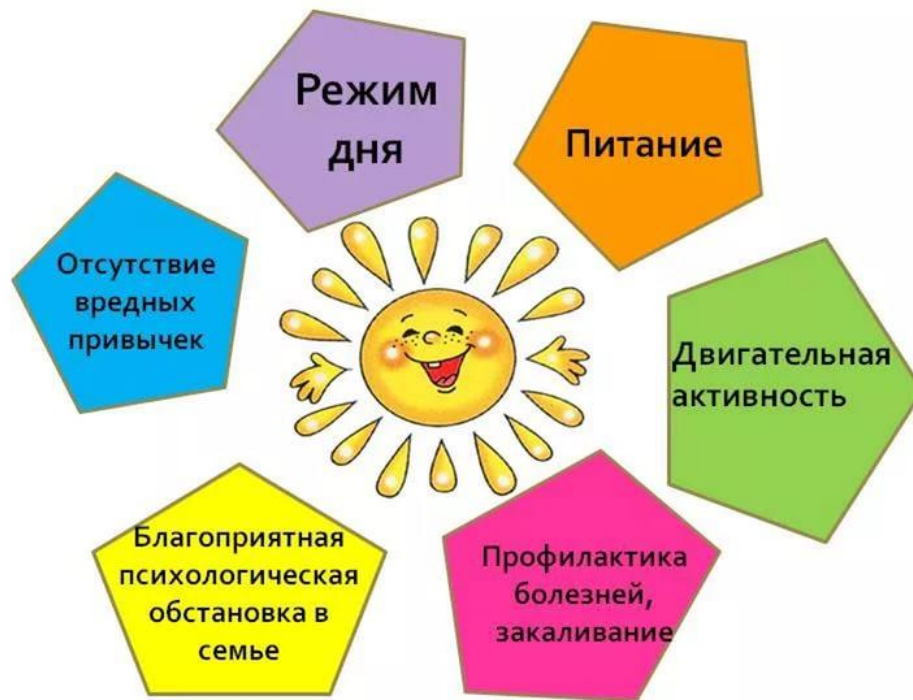 Режим
дня
Питание
Отсутствие
вредных
привычек
Двигательная
активность
Благоприятная
психологическая
обстановка в
семье
Профилактика
болезней,
закаливание